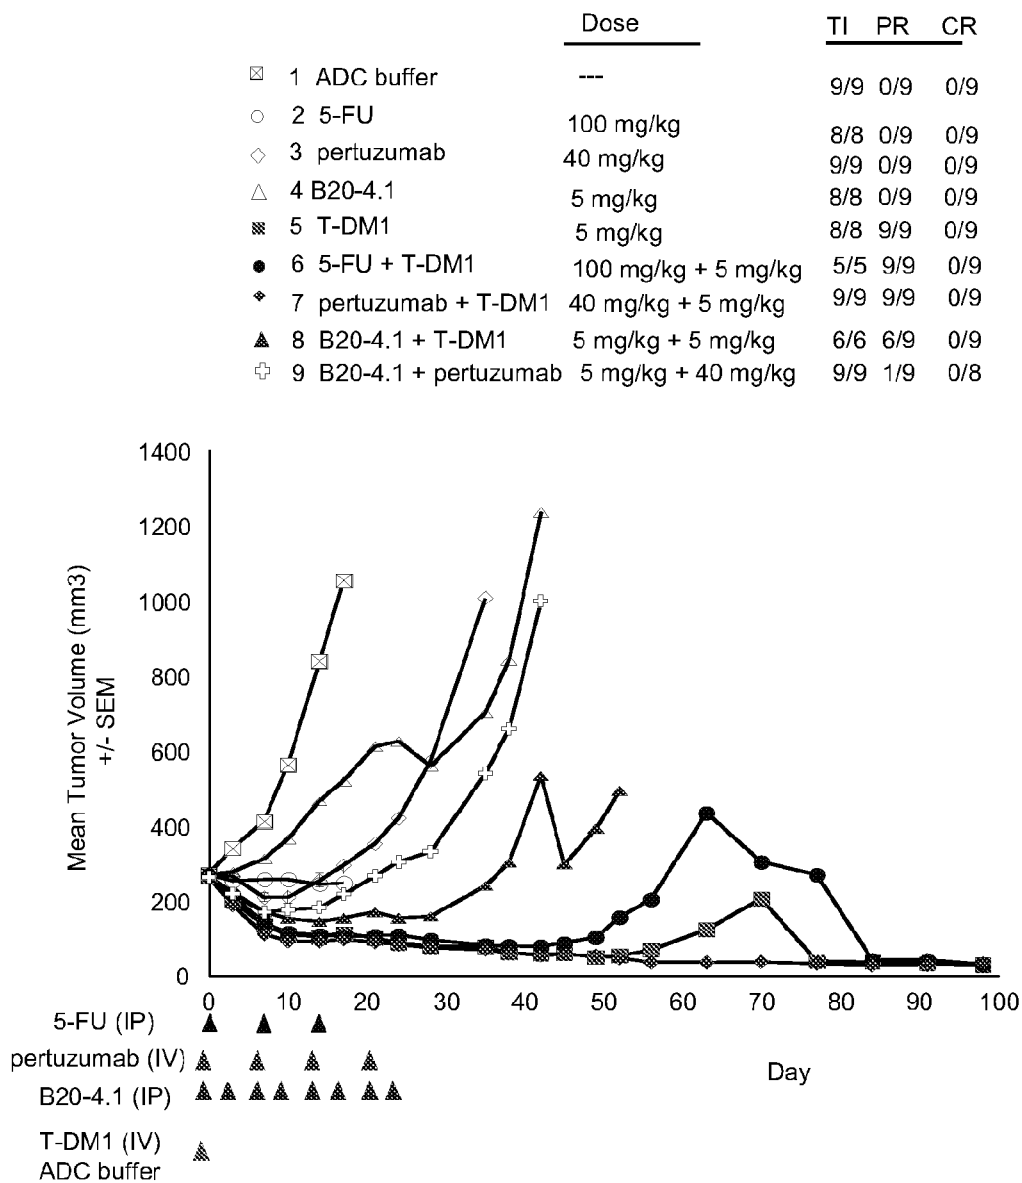 Dose TI PR CR
1 ADC buffer --- 9/9 0/9 0/9
2 5-FU 100 mg/kg 8/8 0/9 0/9
3 pertuzumab 40 mg/kg 9/9 0/9 0/9
4 B20-4.1 5 mg/kg 8/8 0/9 0/9
5 T-DM1 5 mg/kg 8/8 9/9 0/9
6 5-FU + T-DM1 100 mg/kg + 5 mg/kg 5/5 9/9 0/9
7 pertuzumab + T-DM1 40 mg/kg + 5 mg/kg 9/9 9/9 0/9
8 B20-4.1 + T-DM1 5 mg/kg + 5 mg/kg 6/6 6/9 0/9
9 B20-4.1 + pertuzumab 5 mg/kg + 40 mg/kg 9/9 1/9 0/8
Mean Tumor Volume (mm3)
+/- SEM
1400
1200
1000
800
600
400
200
0
0 10 20 30 40 50 60 70 80 90 100
Day
5-FU (IP)
pertuzumab (IV)
B20-4.1 (IP)
T-DM1 (IV)
ADC buffer